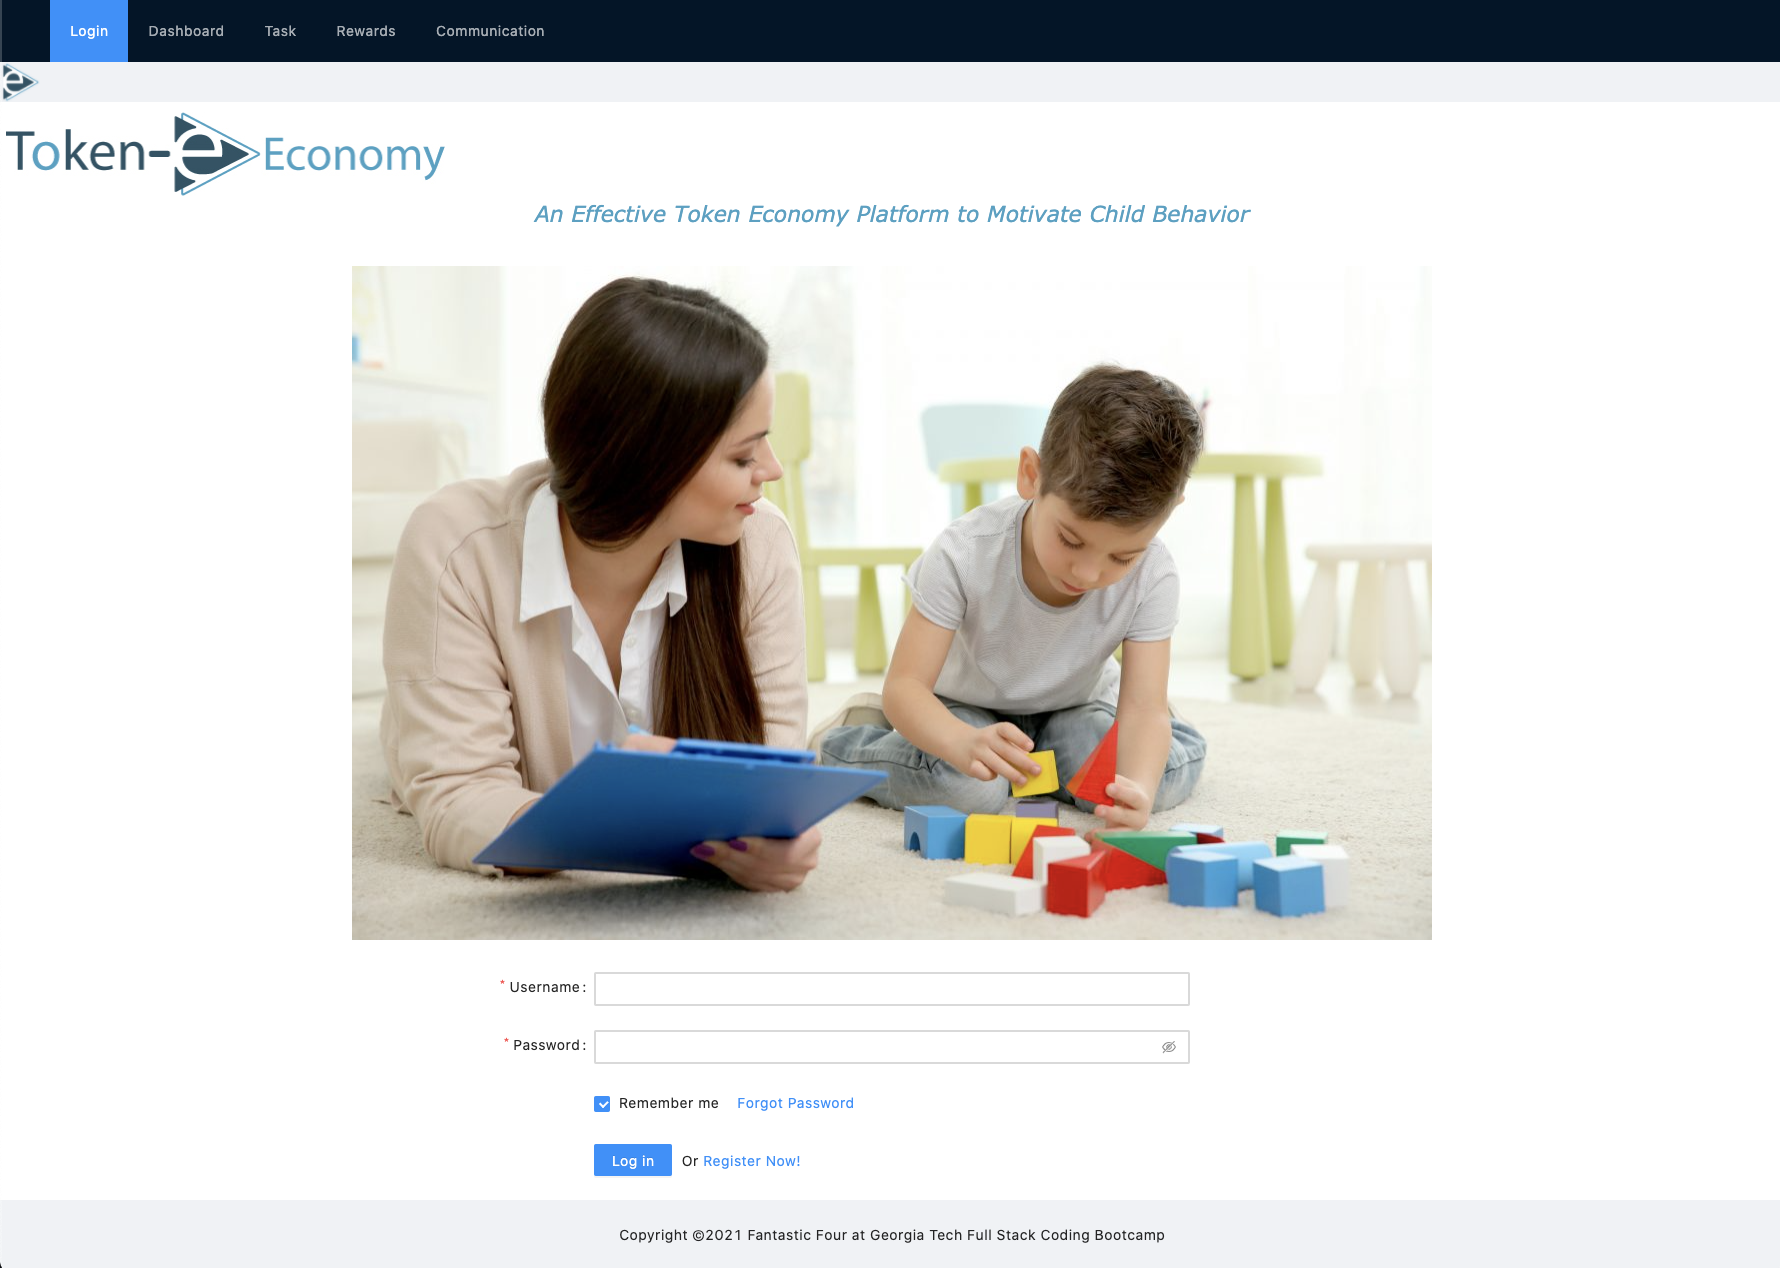 Login Dashboard Task Rewards Communication
e
Token-e Economy
An Effective Token Economy Platform to Motivate Child Behavior
* Username:
* Password:
Remember me Forgot Password
Log in Or Register Now!
Copyright ©2021 Fantastic Four at Georgia Tech Full Stack Coding Bootcamp